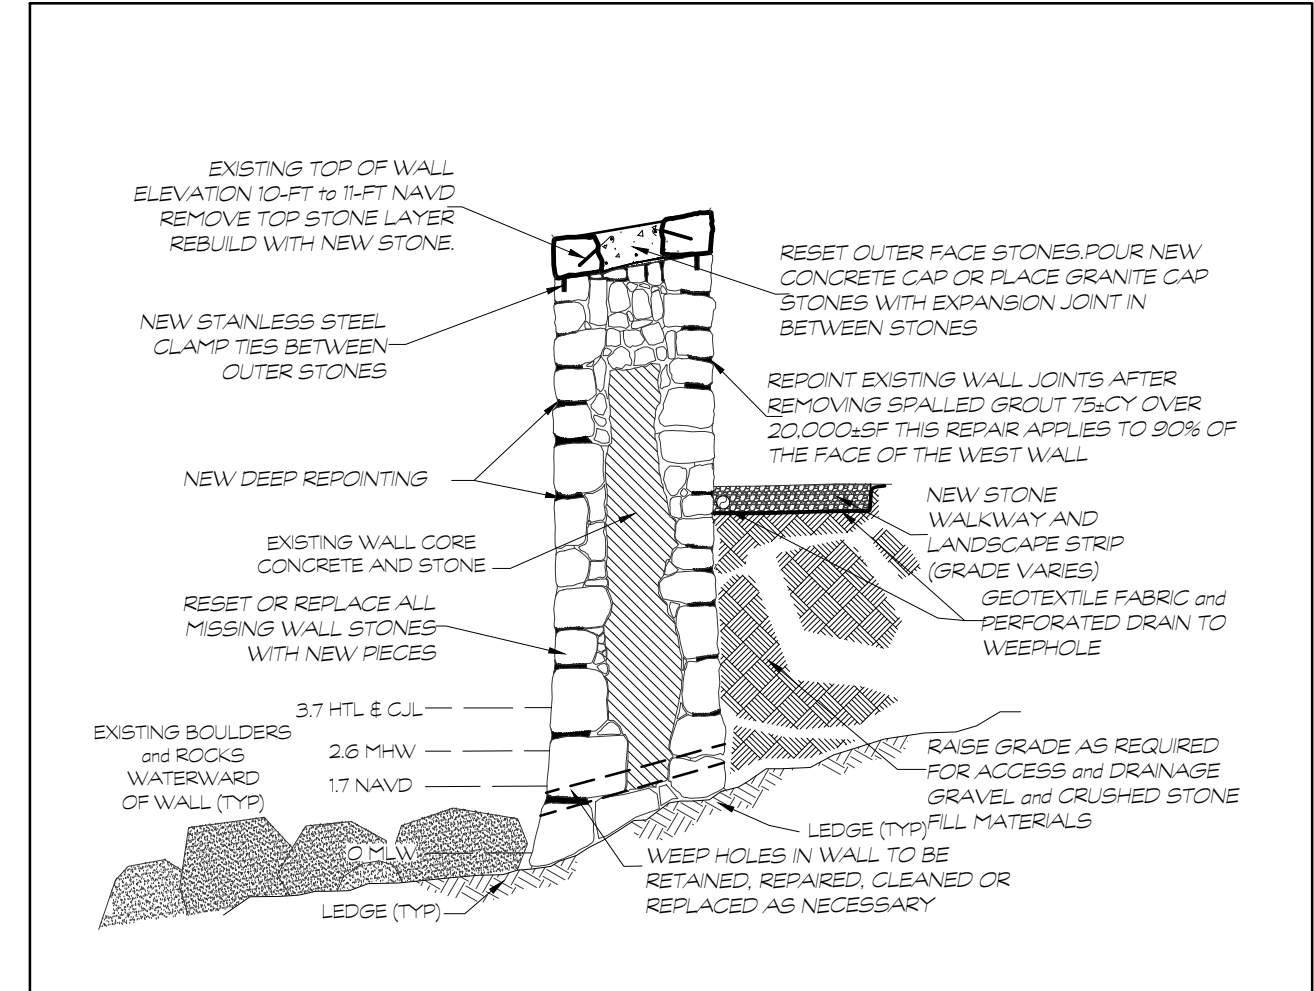 EXISTING TOP OF WALL
ELEVATION 10-FT to 11-FT NAVD
REMOVE TOP STONE LAYER
REBUILD WITH NEW STONE.
NEW STAINLESS STEEL
CLAMP TIES BETWEEN
OUTER STONES
NEW DEEP REPOINTING
EXISTING WALL CORE
CONCRETE AND STONE
RESET OR REPLACE ALL
MISSING WALL STONES
WITH NEW PIECES
3.7 HTL & CJL
2.6 MHW
1.7 NAVD
EXISTING BOULDERS
and ROCKS
WATERWARD
OF WALL (TYP)
0 MLW
LEDGE (TYP)
RESET OUTER FACE STONES.POUR NEW
CONCRETE CAP OR PLACE GRANITE CAP
STONES WITH EXPANSION JOINT IN
BETWEEN STONES
REPOINT EXISTING WALL JOINTS AFTER
REMOVING SPALLED GROUT 75±CY OVER
20,000±SF THIS REPAIR APPLIES TO 90% OF
THE FACE OF THE WEST WALL
NEW STONE
WALKWAY AND
LANDSCAPE STRIP
(GRADE VARIES)
GEOTEXTILE FABRIC and
PERFORATED DRAIN TO
WEEPHOLE
RAISE GRADE AS REQUIRED
FOR ACCESS and DRAINAGE
GRAVEL and CRUSHED STONE
FILL MATERIALS
LEDGE (TYP)
WEEP HOLES IN WALL TO BE
RETAINED, REPAIRED, CLEANED OR
REPLACED AS NECESSARY